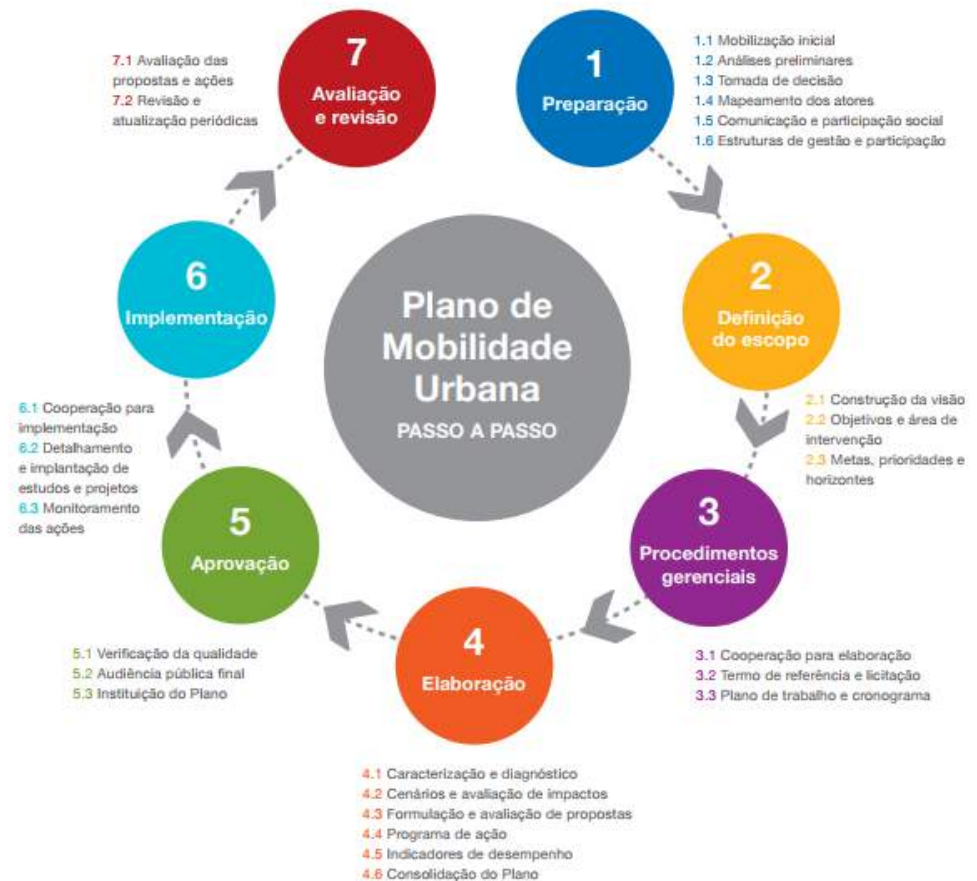 Plano de
Mobilidade
Urbana
PASSO A PASSO
1
Preparação
1.1 Mobilização inicial
1.2 Análises preliminares
1.3 Tomada de decisão
1.4 Mapeamento dos atores
1.5 Comunicação e participação social
1.6 Estruturas de gestão e participação
2
Definição
do escopo
2.1 Construção da visão
2.2 Objetivos e área de
intervenção
2.3 Metas, prioridades e
horizontes
3
Procedimentos
gerenciais
3.1 Cooperação para elaboração
3.2 Termo de referência e licitação
3.3 Plano de trabalho e cronograma
4
Elaboração
4.1 Caracterização e diagnóstico
4.2 Cenários e avaliação de impactos
4.3 Formulação e avaliação de propostas
4.4 Programa de ação
4.5 Indicadores de desempenho
4.6 Consolidação do Plano
5
Aprovação
5.1 Verificação da qualidade
5.2 Audiência pública final
5.3 Instituição do Plano
6
Implementação
6.1 Cooperação para
implementação
6.2 Detalhamento
e implantação de
estudos e projetos
6.3 Monitoramento
das ações
7
Avaliação
e revisão
7.1 Avaliação das
propostas e ações
7.2 Revisão e
atualização periódicas